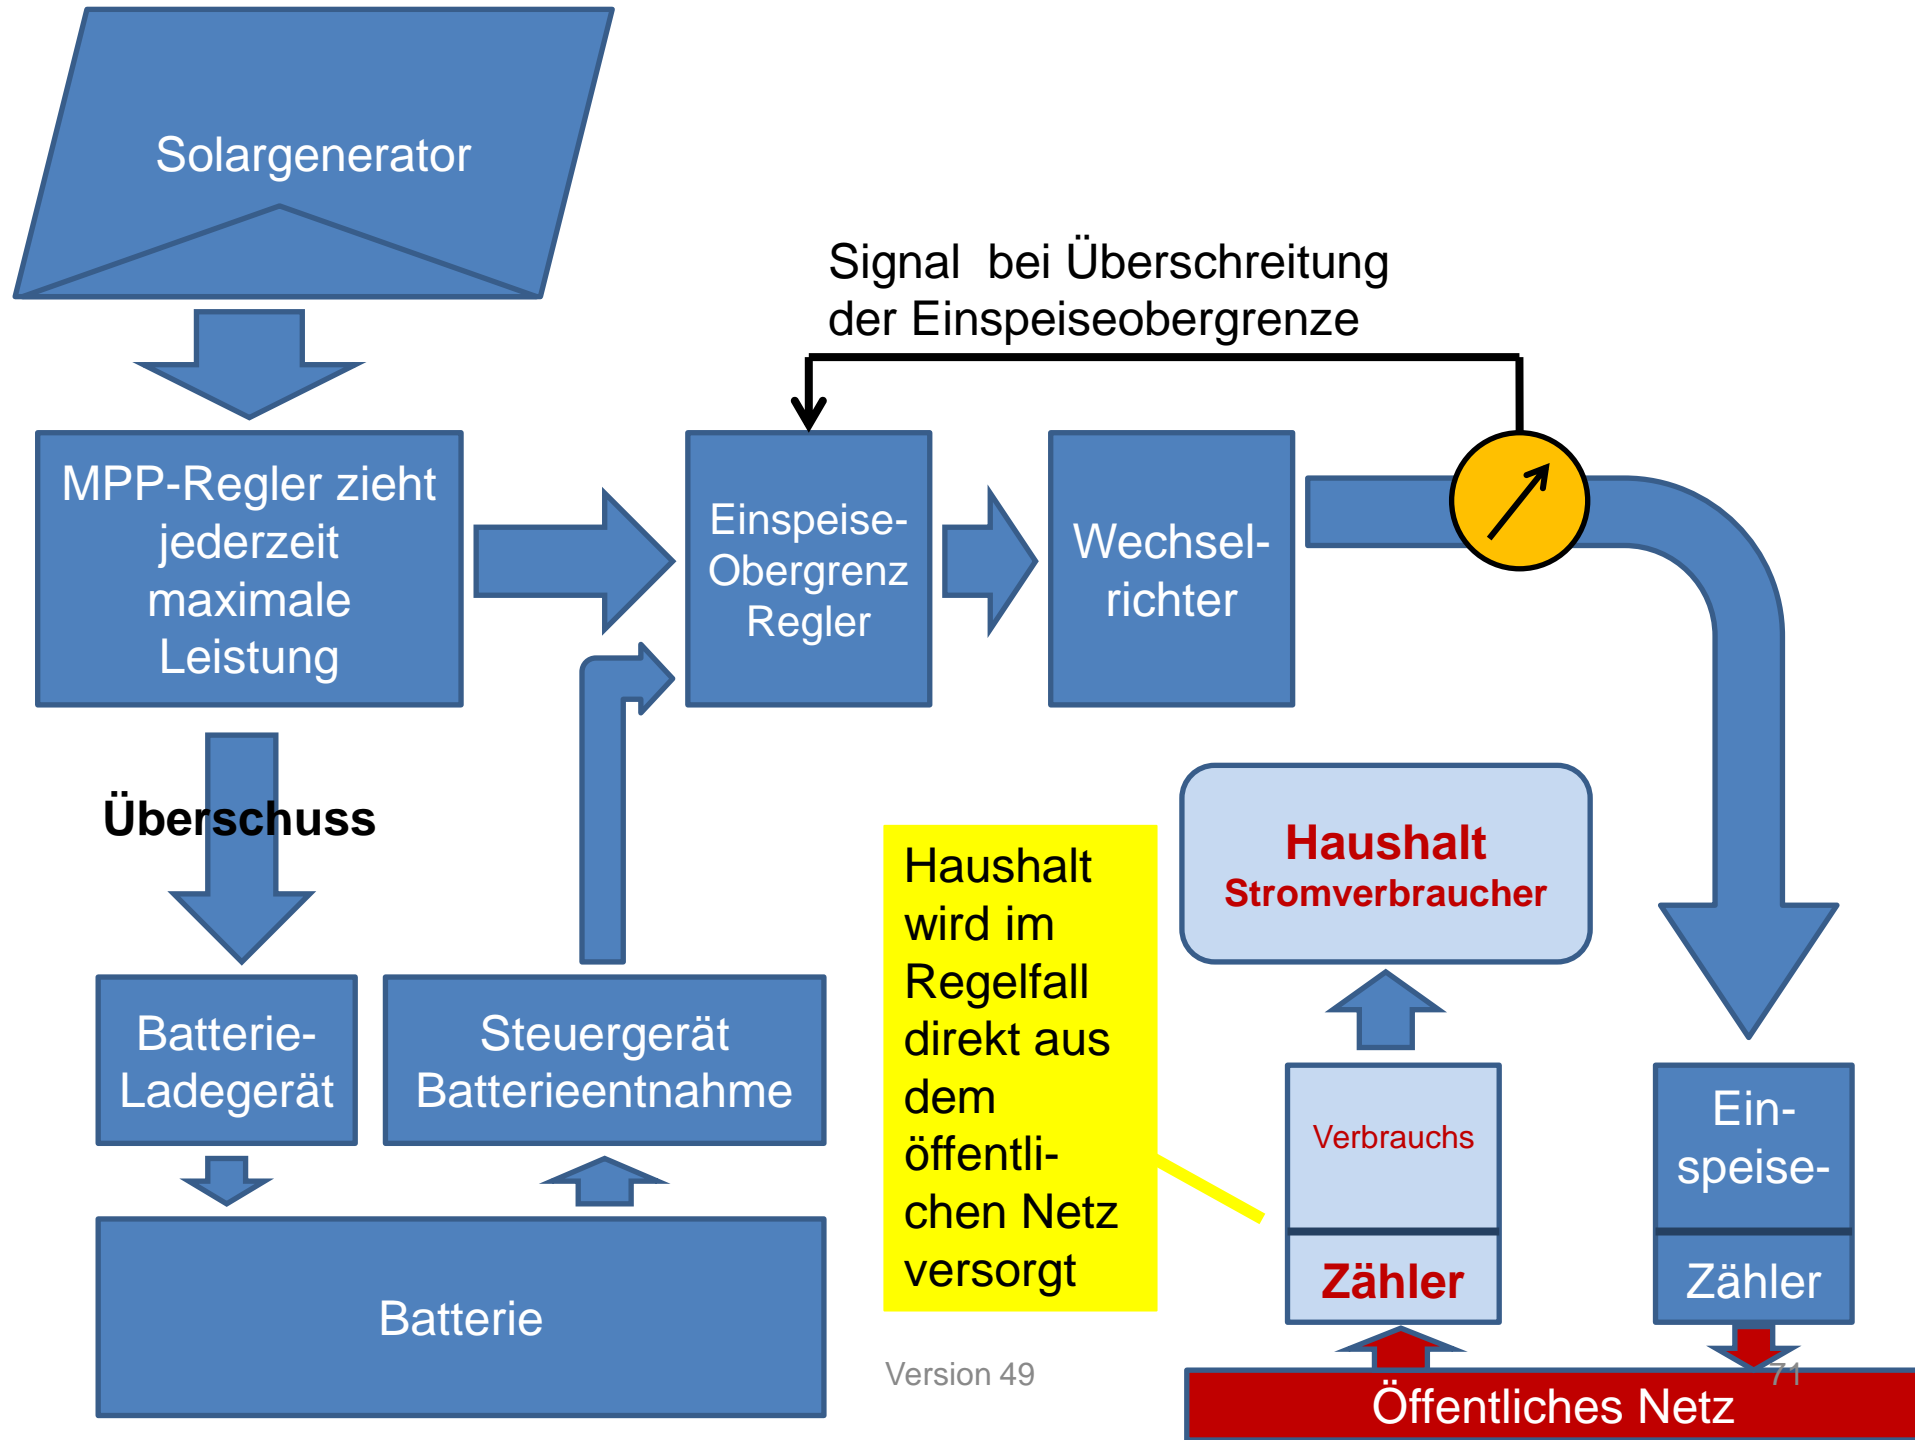 Solargenerator
Signal bei Überschreitung
der Einspeiseobergrenze
MPP-Regler zieht
jederzeit
maximale
Leistung
Einspeise-
Obergrenz
Regler
Wechsel-
richter
Überschuss
Haushalt
Stromverbraucher
Haushalt
wird im
Regelfall
direkt aus
dem
öffentli-
chen Netz
versorgt
Batterie-
Ladegerät
Steuergerät
Batterieentnahme
Verbrauchs
Zähler
Ein-
speise-
Zähler
Batterie
Version 49
71
Öffentliches Netz